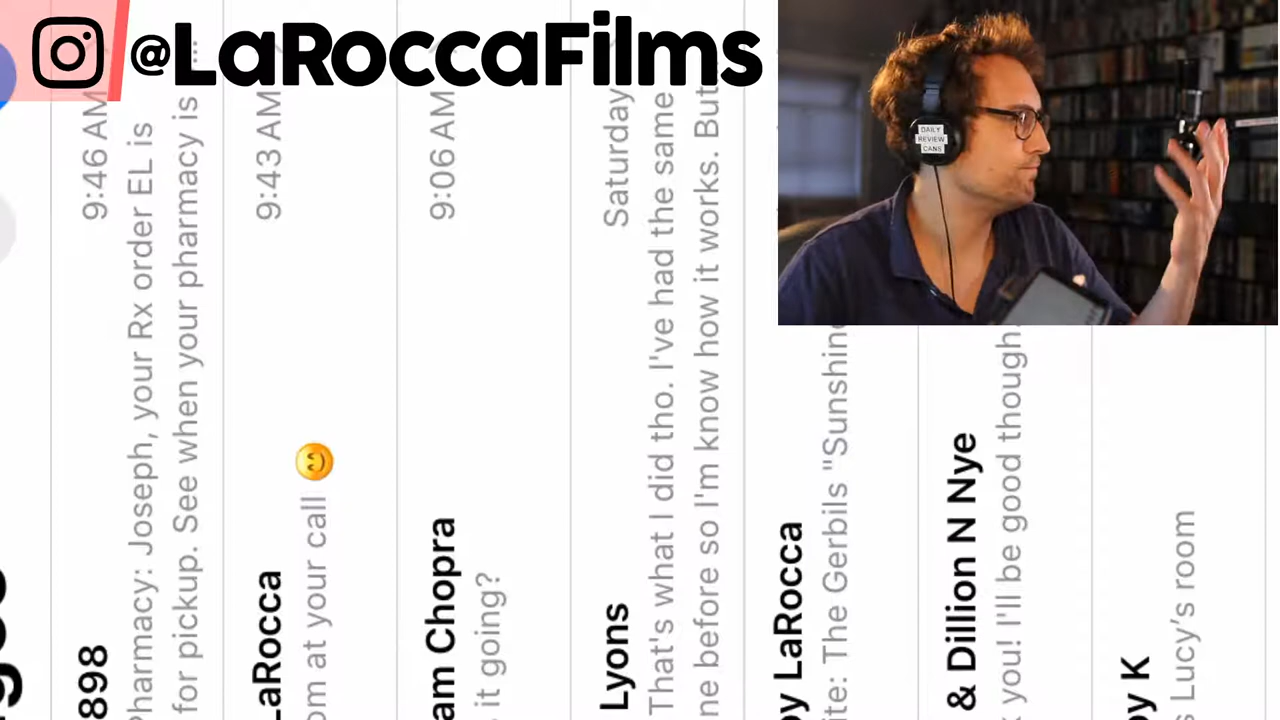 @LaRoccaFilms
DAILY
REVIEW
CANS
898
9:46 AM
Pharmacy: Joseph, your Rx order EL is
for pickup. See when your pharmacy is ...
LaRocca
9:43 AM
om at your call 😊
am Chopra
9:06 AM
it going?
Lyons
Saturday
That's what I did tho. I've had the same
ne before so I'm know how it works. But
by LaRocca
ite: The Gerbils "Sunshin
& Dillion N Nye
you! I'll be good though.
by K
s Lucy's room